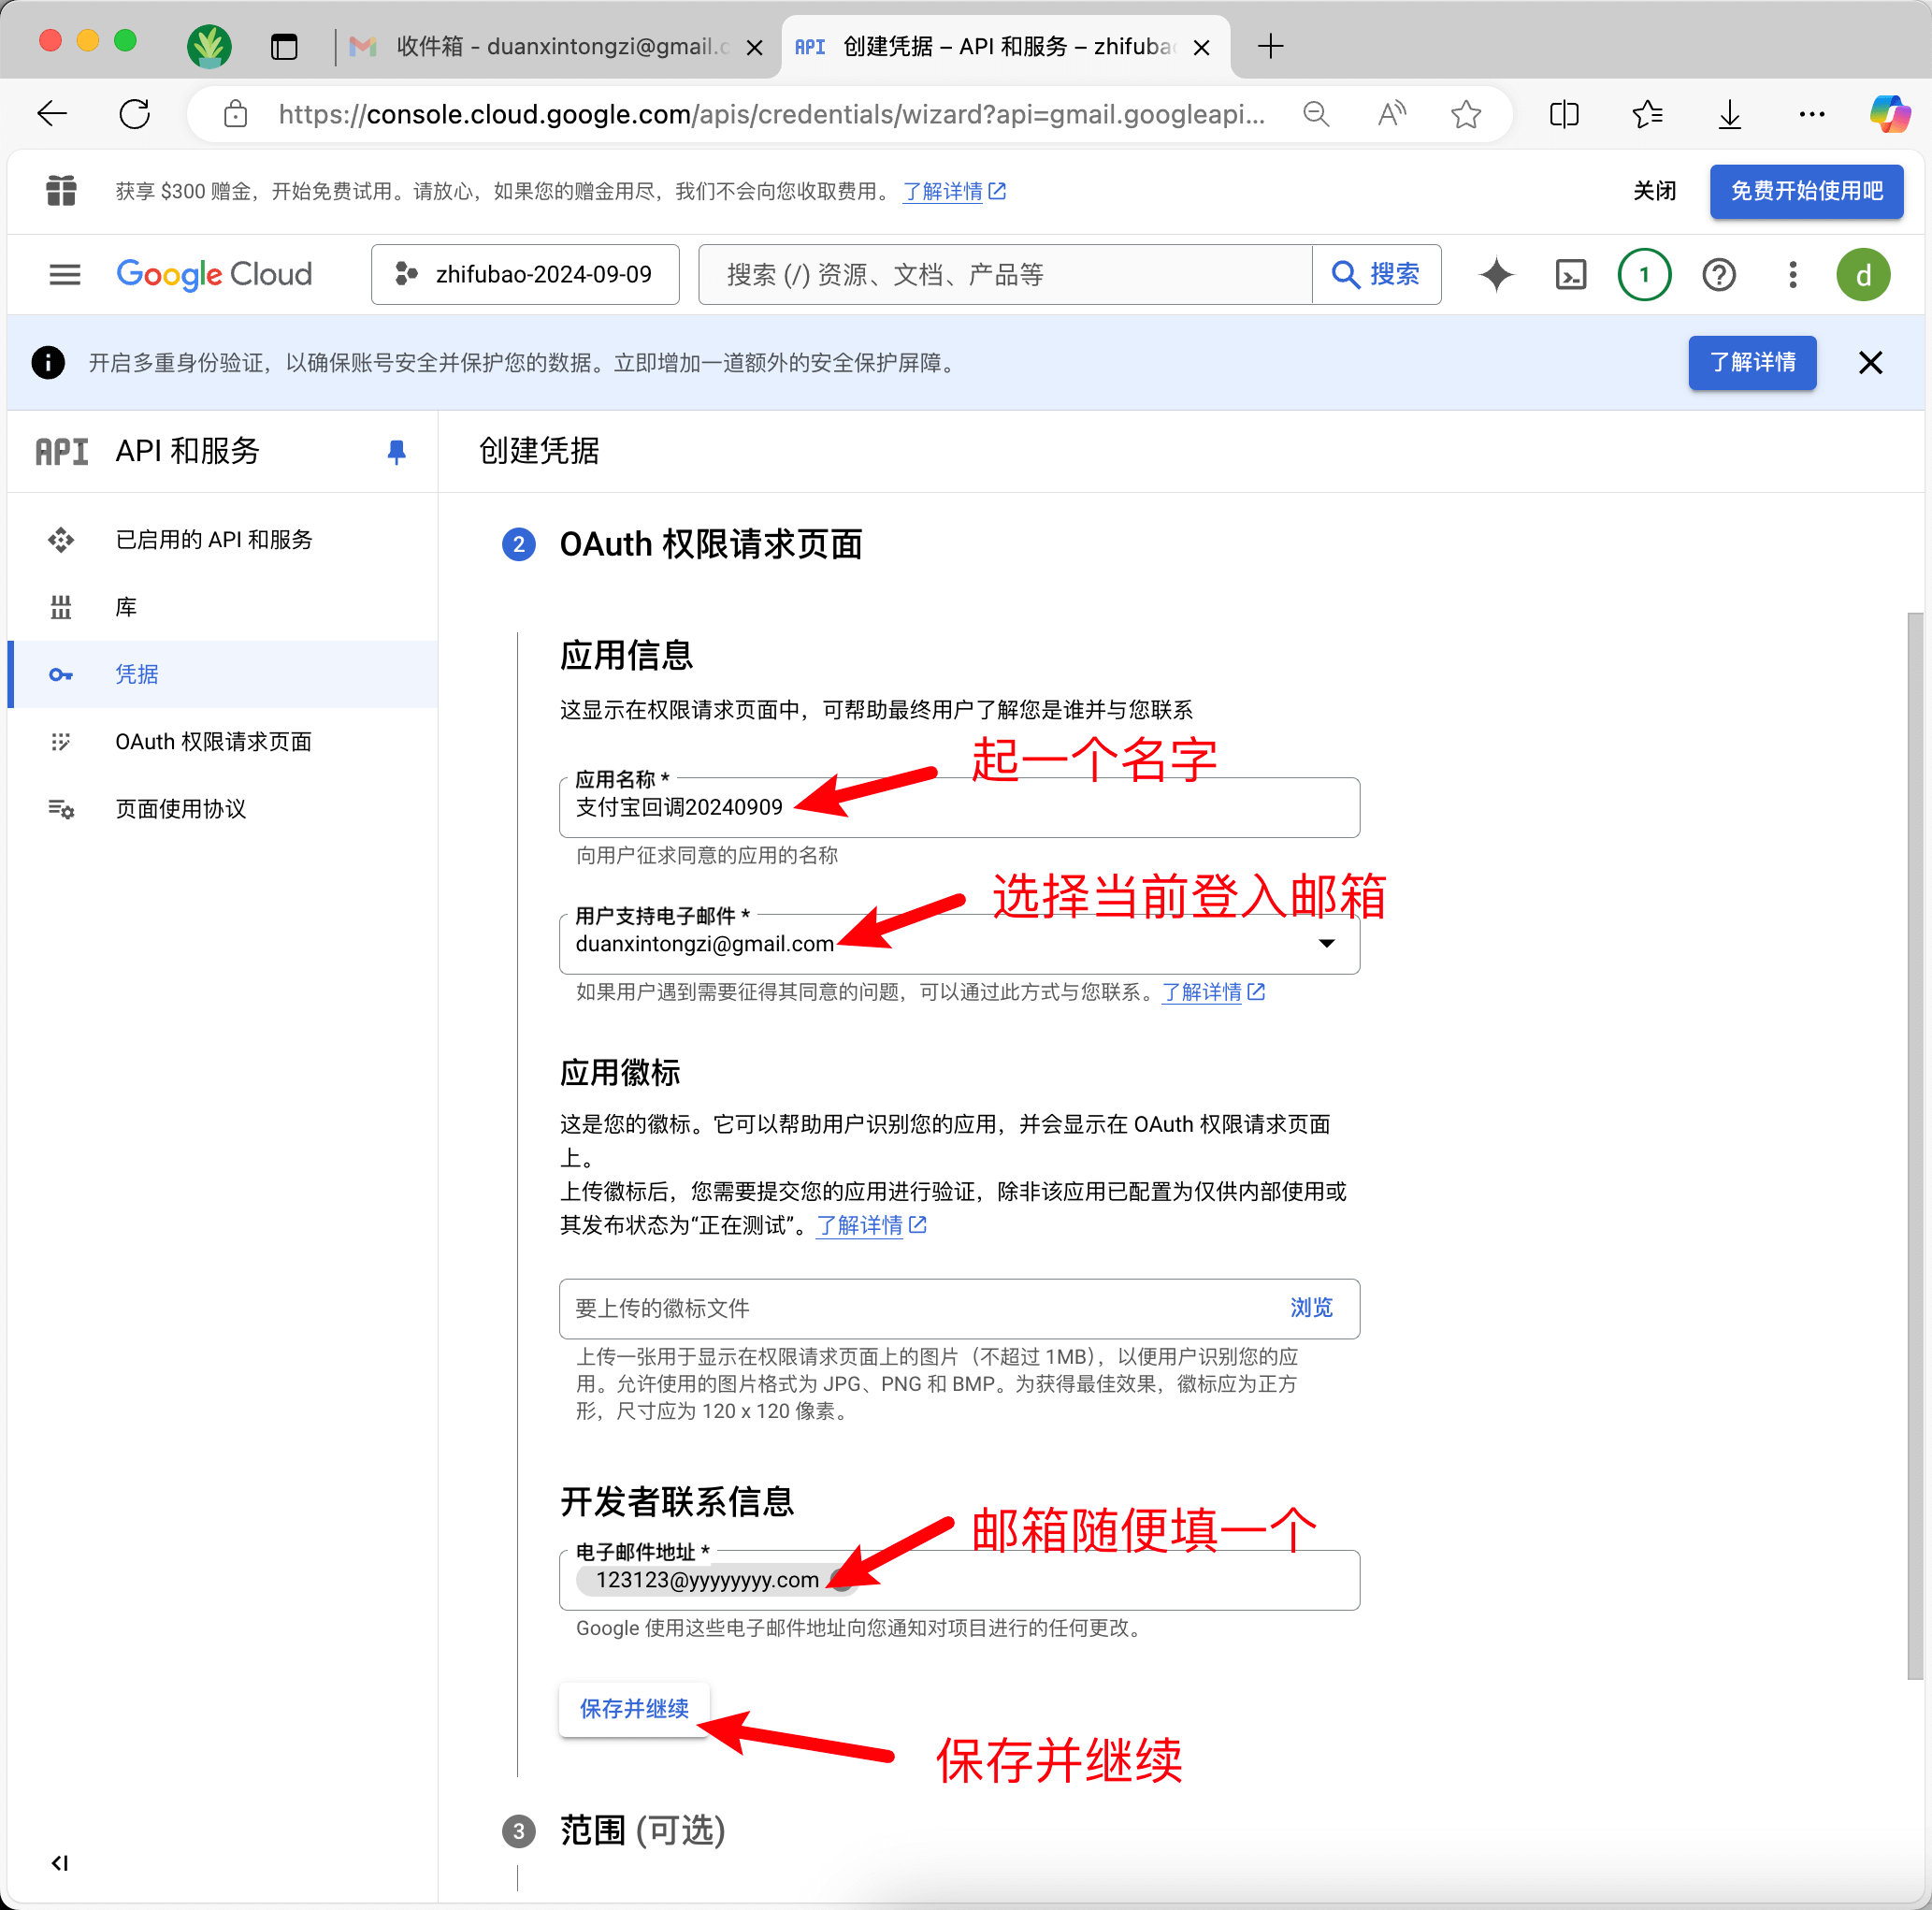 收件箱 - duanxintongzi@gmail.c
API 创建凭据 – API 和服务 – zhifuba
https://console.cloud.google.com/apis/credentials/wizard?api=gmail.googleapi...
获享 $300 赠金，开始免费试用。请放心，如果您的赠金用尽，我们不会向您收取费用。 了解详情
关闭
免费开始使用吧
Google Cloud
zhifubao-2024-09-09
搜索 (/) 资源、文档、产品等
搜索
1
d
开启多重身份验证，以确保账号安全并保护您的数据。立即增加一道额外的安全保护屏障。
了解详情
API API 和服务
创建凭据
已启用的 API 和服务
库
凭据
OAuth 权限请求页面
页面使用协议
2 OAuth 权限请求页面
应用信息
这显示在权限请求页面中，可帮助最终用户了解您是谁并与您联系
起一个名字
应用名称 *
支付宝回调20240909
向用户征求同意的应用的名称
选择当前登入邮箱
用户支持电子邮件 *
duanxintongzi@gmail.com
如果用户遇到需要征得其同意的问题，可以通过此方式与您联系。了解详情
应用徽标
这是您的徽标。它可以帮助用户识别您的应用，并会显示在 OAuth 权限请求页面
上。
上传徽标后，您需要提交您的应用进行验证，除非该应用已配置为仅供内部使用或
其发布状态为“正在测试”。了解详情
要上传的徽标文件
浏览
上传一张用于显示在权限请求页面上的图片（不超过 1MB），以便用户识别您的应
用。允许使用的图片格式为 JPG、PNG 和 BMP。为获得最佳效果，徽标应为正方
形，尺寸应为 120 x 120 像素。
开发者联系信息
邮箱随便填一个
电子邮件地址 *
123123@yyyyyyyy.com
Google 使用这些电子邮件地址向您通知对项目进行的任何更改。
保存并继续
保存并继续
3 范围 (可选)